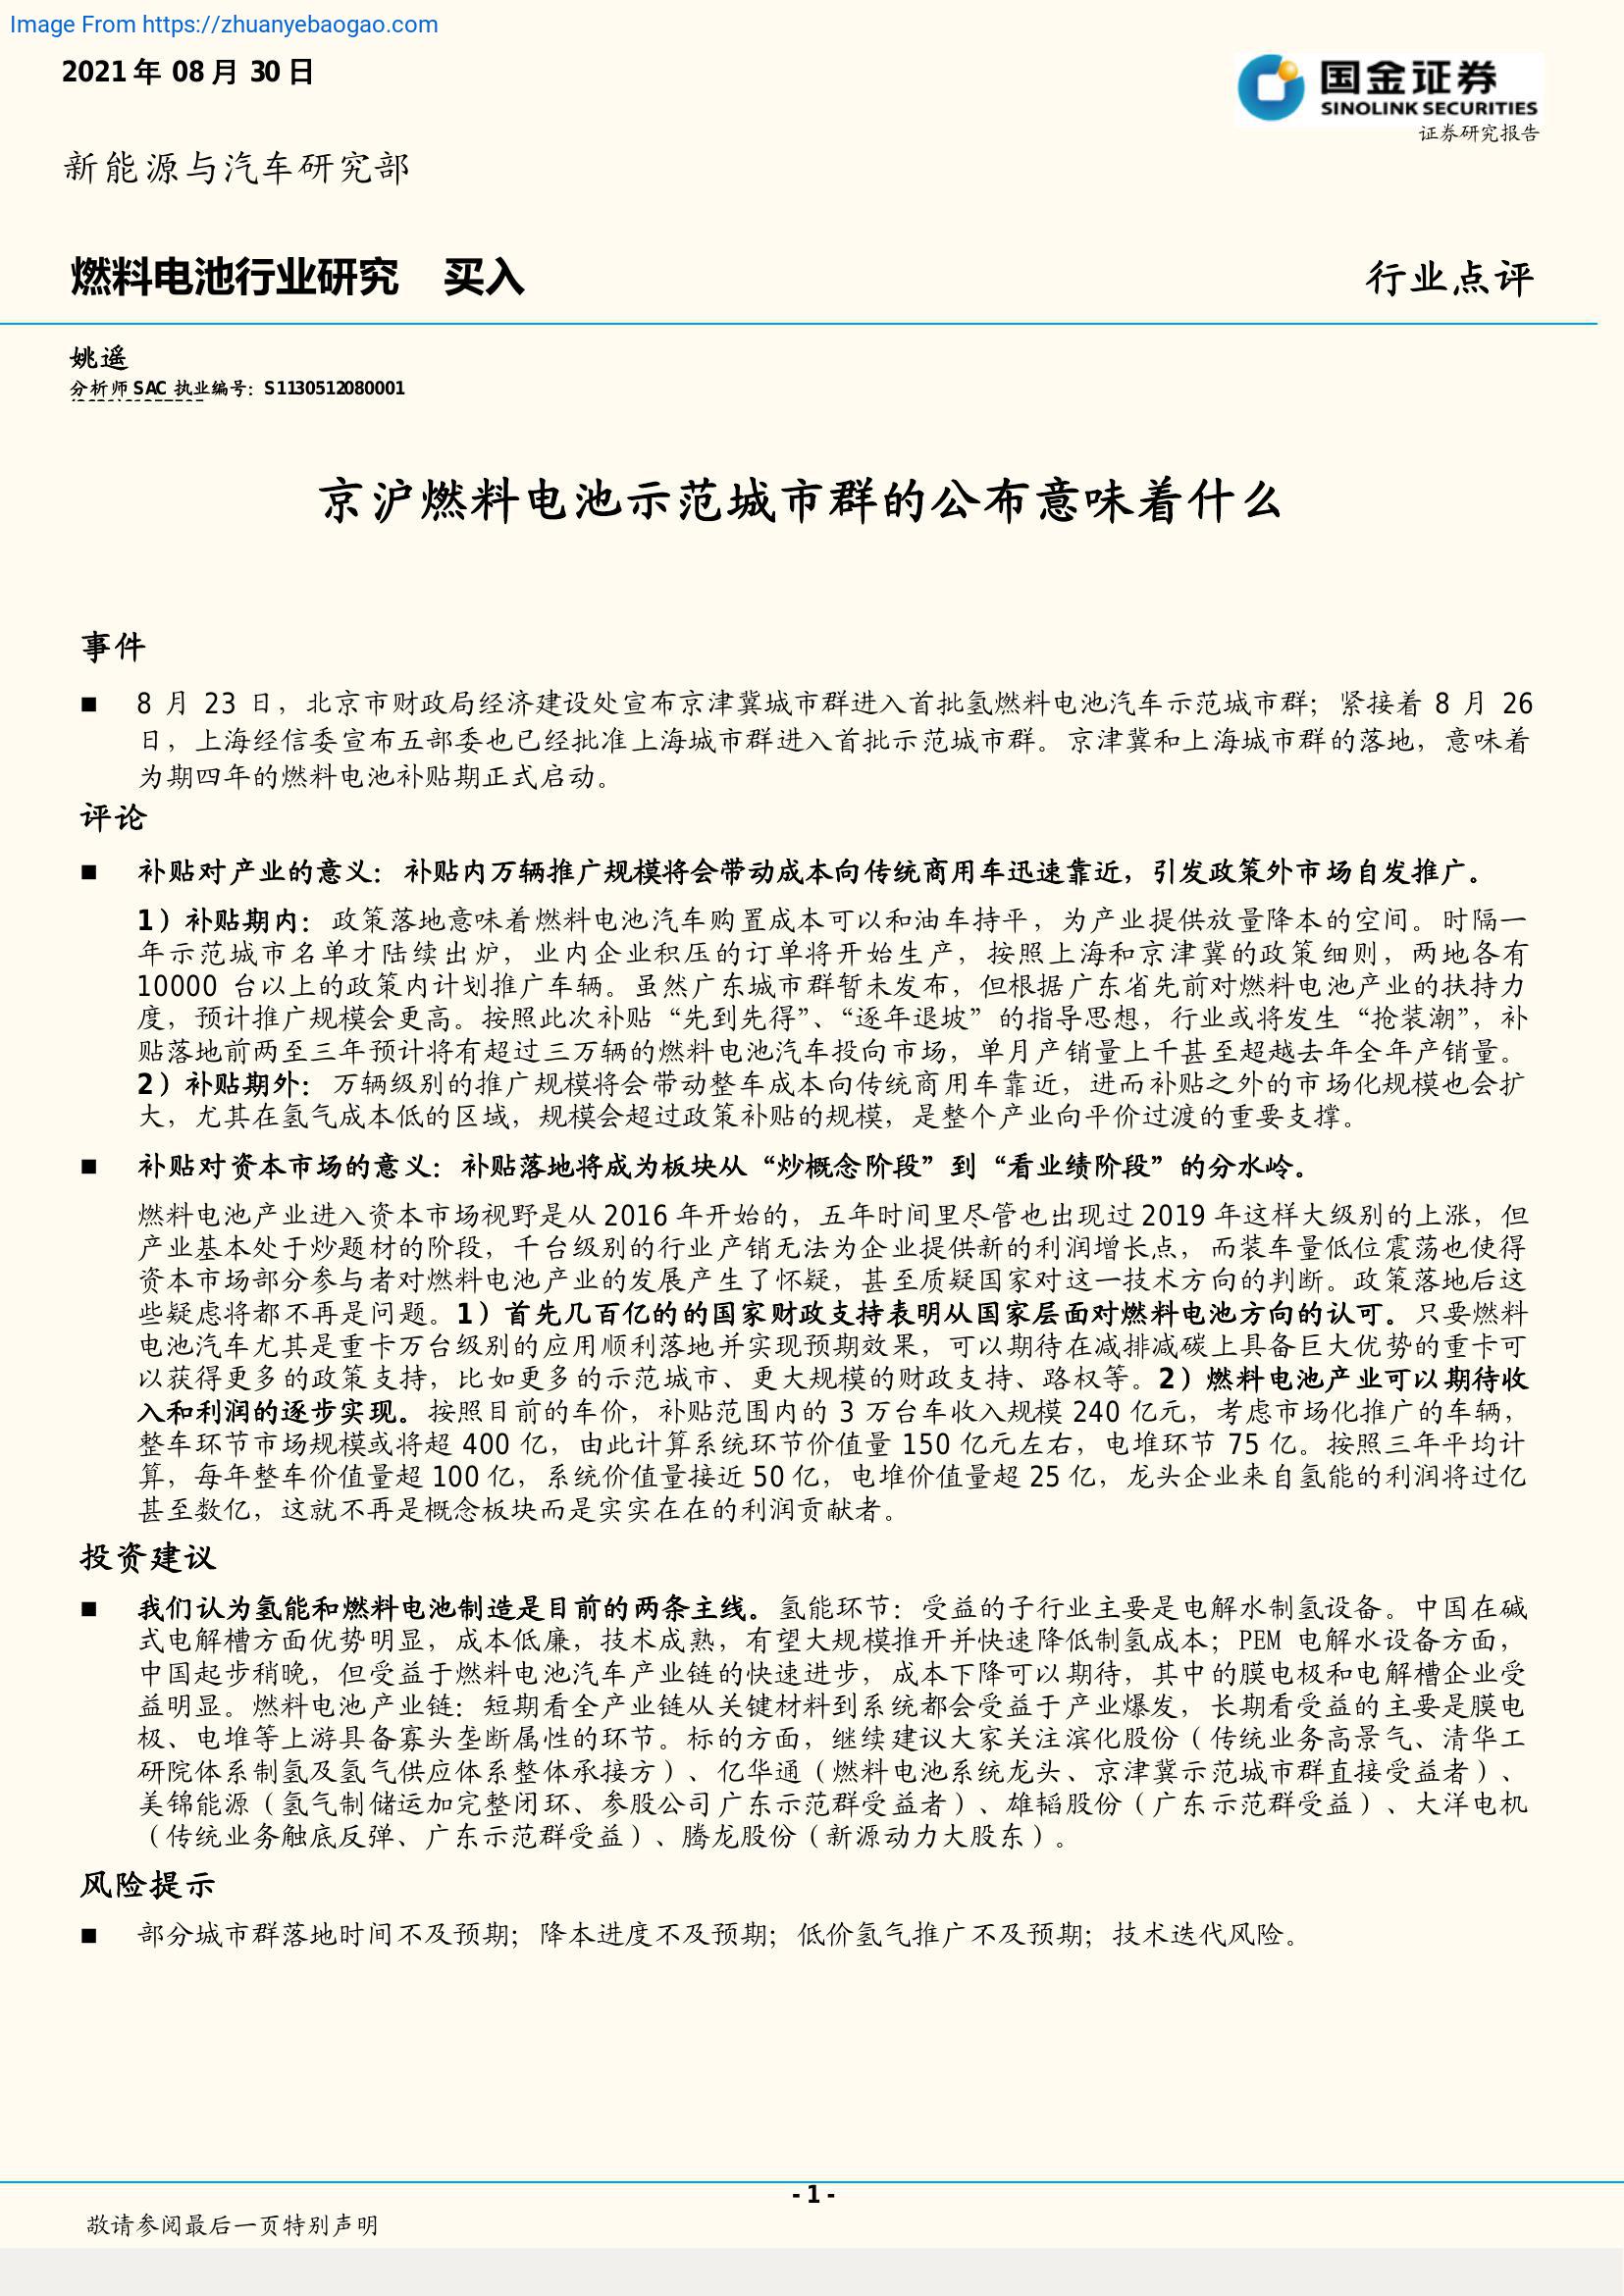 Image From https://zhuanyebaogao.com
2021 年 08 月 30 日
国金证券
SINOLINK SECURITIES
证券研究报告
新能源与汽车研究部
燃料电池行业研究 买入
行业点评
姚遥
分析师 SAC 执业编号：S1130512080001
京沪燃料电池示范城市群的公布意味着什么
事件
■ 8 月 23 日，北京市财政局经济建设处宣布京津冀城市群进入首批氢燃料电池汽车示范城市群；紧接着 8 月 26
日，上海经信委宣布五部委也已经批准上海城市群进入首批示范城市群。京津冀和上海城市群的落地，意味着
为期四年的燃料电池补贴期正式启动。
评论
■ 补贴对产业的意义：补贴内万辆推广规模将会带动成本向传统商用车迅速靠近，引发政策外市场自发推广。
1）补贴期内：政策落地意味着燃料电池汽车购置成本可以和油车持平，为产业提供放量降本的空间。时隔一
年示范城市名单才陆续出炉，业内企业积压的订单将开始生产，按照上海和京津冀的政策细则，两地各有
10000 台以上的政策内计划推广车辆。虽然广东城市群暂未发布，但根据广东省先前对燃料电池产业的扶持力
度，预计推广规模会更高。按照此次补贴“先到先得”、“逐年退坡”的指导思想，行业或将发生“抢装潮”，补
贴落地前两至三年预计将有超过三万辆的燃料电池汽车投向市场，单月产销量上千甚至超越去年全年产销量。
2）补贴期外：万辆级别的推广规模将会带动整车成本向传统商用车靠近，进而补贴之外的市场化规模也会扩
大，尤其在氢气成本低的区域，规模会超过政策补贴的规模，是整个产业向平价过渡的重要支撑。
■ 补贴对资本市场的意义：补贴落地将成为板块从“炒概念阶段”到“看业绩阶段”的分水岭。
燃料电池产业进入资本市场视野是从 2016 年开始的，五年时间里尽管也出现过 2019 年这样大级别的上涨，但
产业基本处于炒题材的阶段，千台级别的行业产销无法为企业提供新的利润增长点，而装车量低位震荡也使得
资本市场部分参与者对燃料电池产业的发展产生了怀疑，甚至质疑国家对这一技术方向的判断。政策落地后这
些疑虑将都不再是问题。1）首先几百亿的的国家财政支持表明从国家层面对燃料电池方向的认可。只要燃料
电池汽车尤其是重卡万台级别的应用顺利落地并实现预期效果，可以期待在减排减碳上具备巨大优势的重卡可
以获得更多的政策支持，比如更多的示范城市、更大规模的财政支持、路权等。2）燃料电池产业可以期待收
入和利润的逐步实现。按照目前的车价，补贴范围内的 3 万台车收入规模 240 亿元，考虑市场化推广的车辆，
整车环节市场规模或将超 400 亿，由此计算系统环节价值量 150 亿元左右，电堆环节 75 亿。按照三年平均计
算，每年整车价值量超 100 亿，系统价值量接近 50 亿，电堆价值量超 25 亿，龙头企业来自氢能的利润将过亿
甚至数亿，这就不再是概念板块而是实实在在的利润贡献者。
投资建议
■ 我们认为氢能和燃料电池制造是目前的两条主线。氢能环节：受益的子行业主要是电解水制氢设备。中国在碱
式电解槽方面优势明显，成本低廉，技术成熟，有望大规模推开并快速降低制氢成本；PEM 电解水设备方面，
中国起步稍晚，但受益于燃料电池汽车产业链的快速进步，成本下降可以期待，其中的膜电极和电解槽企业受
益明显。燃料电池产业链：短期看全产业链从关键材料到系统都会受益于产业爆发，长期看受益的主要是膜电
极、电堆等上游具备寡头垄断属性的环节。标的方面，继续建议大家关注滨化股份（传统业务高景气、清华工
研院体系制氢及氢气供应体系整体承接方）、亿华通（燃料电池系统龙头、京津冀示范城市群直接受益者）、
美锦能源（氢气制储运加完整闭环、参股公司广东示范群受益者）、雄韬股份（广东示范群受益）、大洋电机
（传统业务触底反弹、广东示范群受益）、腾龙股份（新源动力大股东）。
风险提示
■ 部分城市群落地时间不及预期；降本进度不及预期；低价氢气推广不及预期；技术迭代风险。
- 1 -
敬请参阅最后一页特别声明